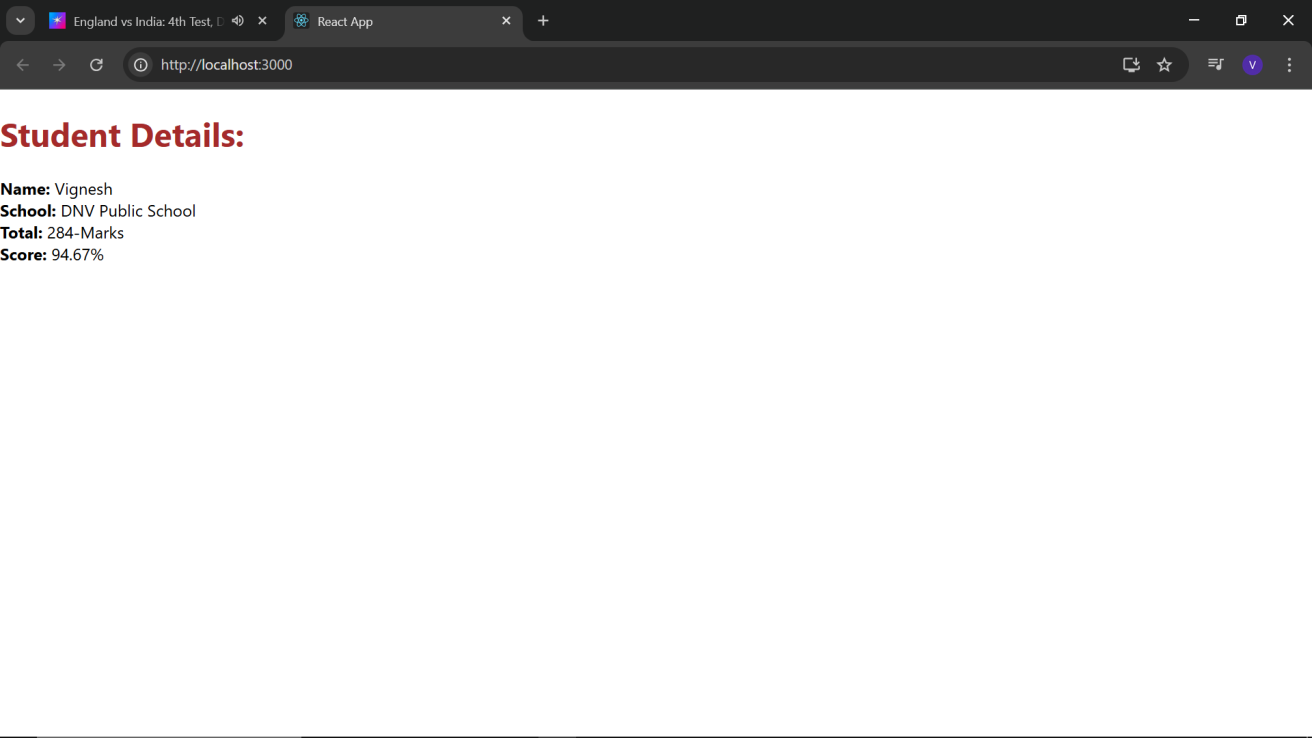 England vs India: 4th Test, D
React App
http://localhost:3000
V
Student Details:
Name: Vignesh
School: DNV Public School
Total: 284-Marks
Score: 94.67%